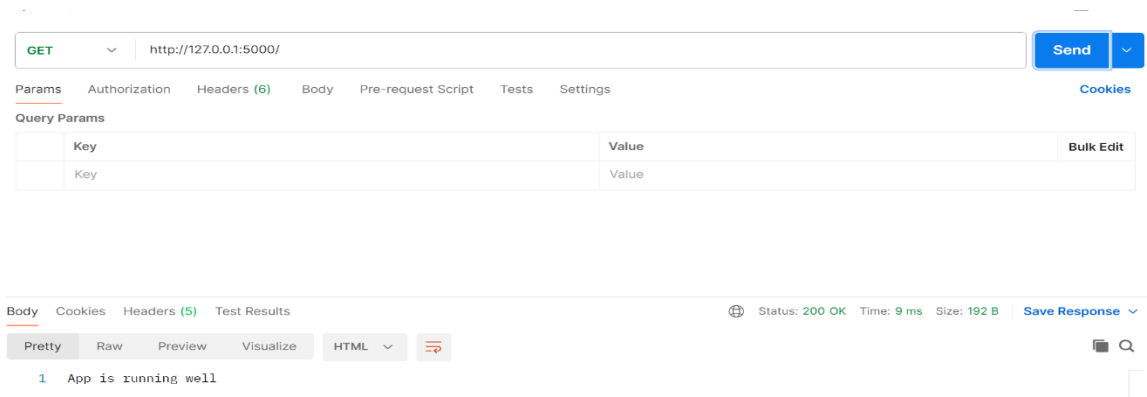 GET http://127.0.0.1:5000/ Send
Params Authorization Headers (6) Body Pre-request Script Tests Settings Cookies
Query Params
Key Value Bulk Edit
Key Value
Body Cookies Headers (5) Test Results Status: 200 OK Time: 9 ms Size: 192 B Save Response
Pretty Raw Preview Visualize HTML
1 App is running well